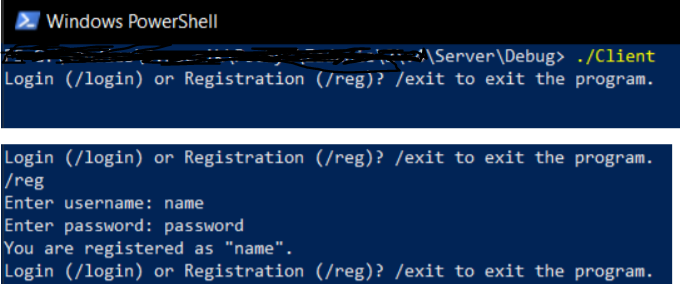 Windows PowerShell
\Server\Debug> ./Client
Login (/login) or Registration (/reg)? /exit to exit the program.
Login (/login) or Registration (/reg)? /exit to exit the program.
/reg
Enter username: name
Enter password: password
You are registered as "name".
Login (/login) or Registration (/reg)? /exit to exit the program.